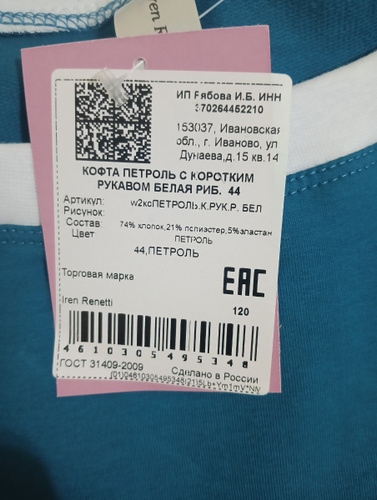 ren R
ИП Рябова И.Б. ИНН
370264452210
153037, Ивановская
обл., г. Иваново, ул
Дунаева,д.15 кв.14
КОФТА ПЕТРОЛЬ С КОРОТКИМ
РУКАВОМ БЕЛАЯ РИБ. 44
Артикул: w2коПЕТРОЛЬ.К.РУК.Р. БЕЛ
Рисунок:
Состав: 74% хлопок,21% полиэстер,5%эластан
Цвет ПЕТРОЛЬ
44,ПЕТРОЛЬ
Торговая марка
EAC
Iren Renetti
120
4610305495348
ГОСТ 31409-2009 Сделано в России